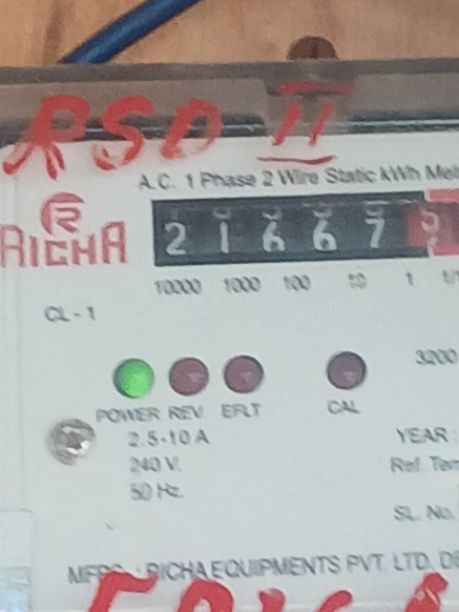 RSD II
A.C. 1 Phase 2 Wire Static kWh
RICHA
2 1 6 6 7
10000 1000 100 10 1
CL-1
3200
POWER REV. EFLT CAL
2.5-10 A
YEAR :
240 V.
Ref.
50 Hz.
SL. No.
MFRS. : RICHA EQUIPMENTS PVT. LTD.